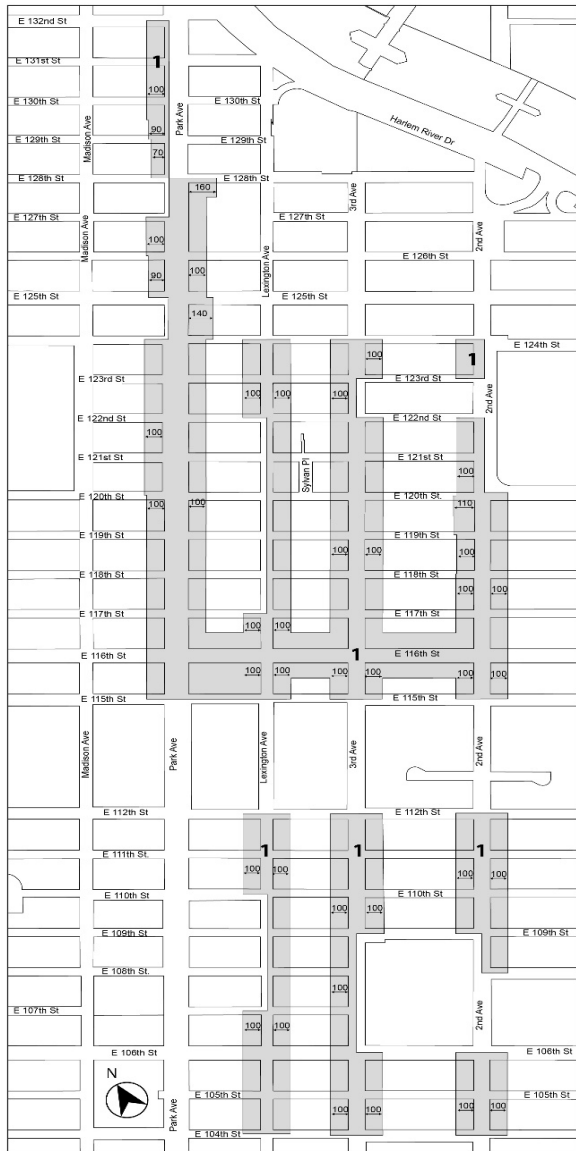 E 132nd St
E 131st St
1
100
E 130th St
E 130th St
90
Madison Ave
Park Ave
Harlem River Dr
E 129th St
E 129th St
70
E 128th St
E 128th St
160
3rd Ave
E 127th St
E 127th St
Madison Ave
100
Lexington Ave
2nd Ave
E 126th St
90
100
E 125th St
E 125th St
140
E 124th St
100
1
E 123rd St
E 123rd St
100
100
100
2nd Ave
E 122nd St
E 122nd St
100
E 121st St
E 121st St
Sylvan Pl
100
E 120th St
E 120th St.
100
100
110
E 119th St
E 119th St
100
100
100
E 118th St
E 118th St
100
100
E 117th St
E 117th St
100
100
E 116th St
1
E 116th St
100
100
100
100
100
100
E 115th St
E 115th St
Madison Ave
Park Ave
Lexington Ave
3rd Ave
2nd Ave
E 112th St
E 112th St
1
1
1
E 111th St.
100
100
100
100
E 110th St
E 110th St
100
100
E 109th St
E 109th St
E 108th St.
100
E 107th St
100
100
2nd Ave
E 106th St
E 106th St
N
E 105th St
E 105th St
Park Ave
100
100
100
100
E 104th St